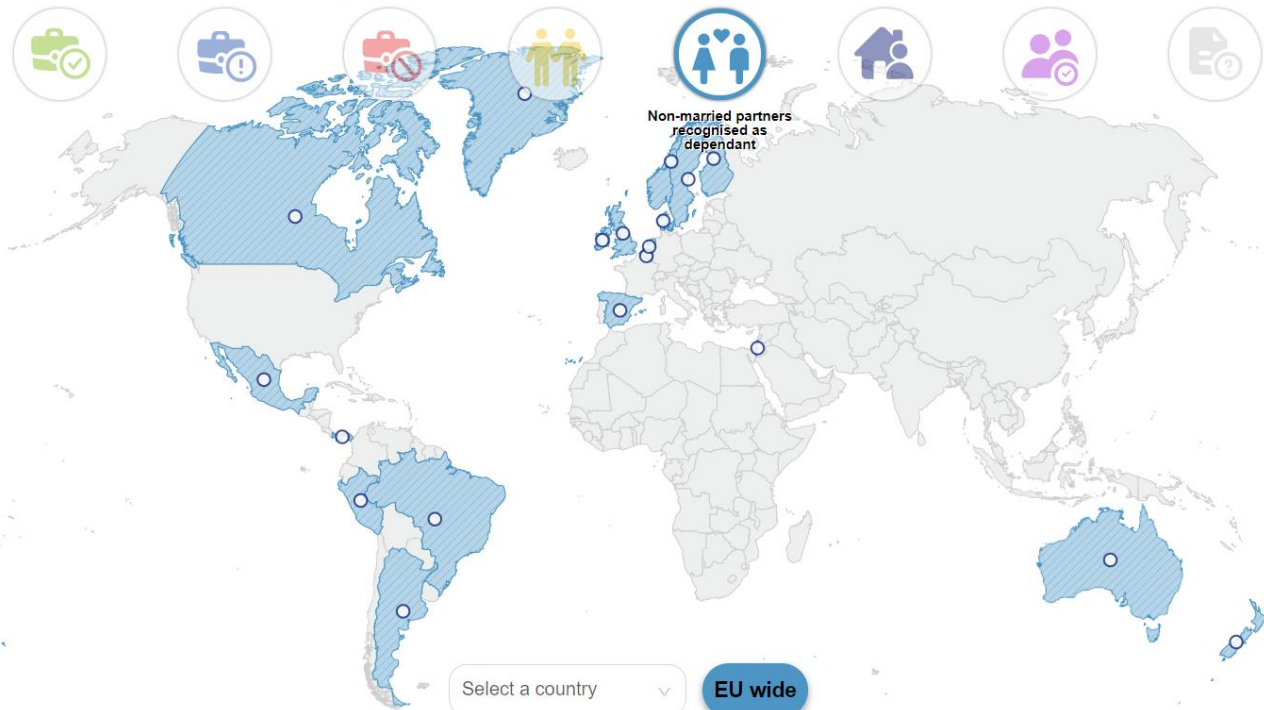 Non-married partners
recognised as
dependant
Select a country
EU wide